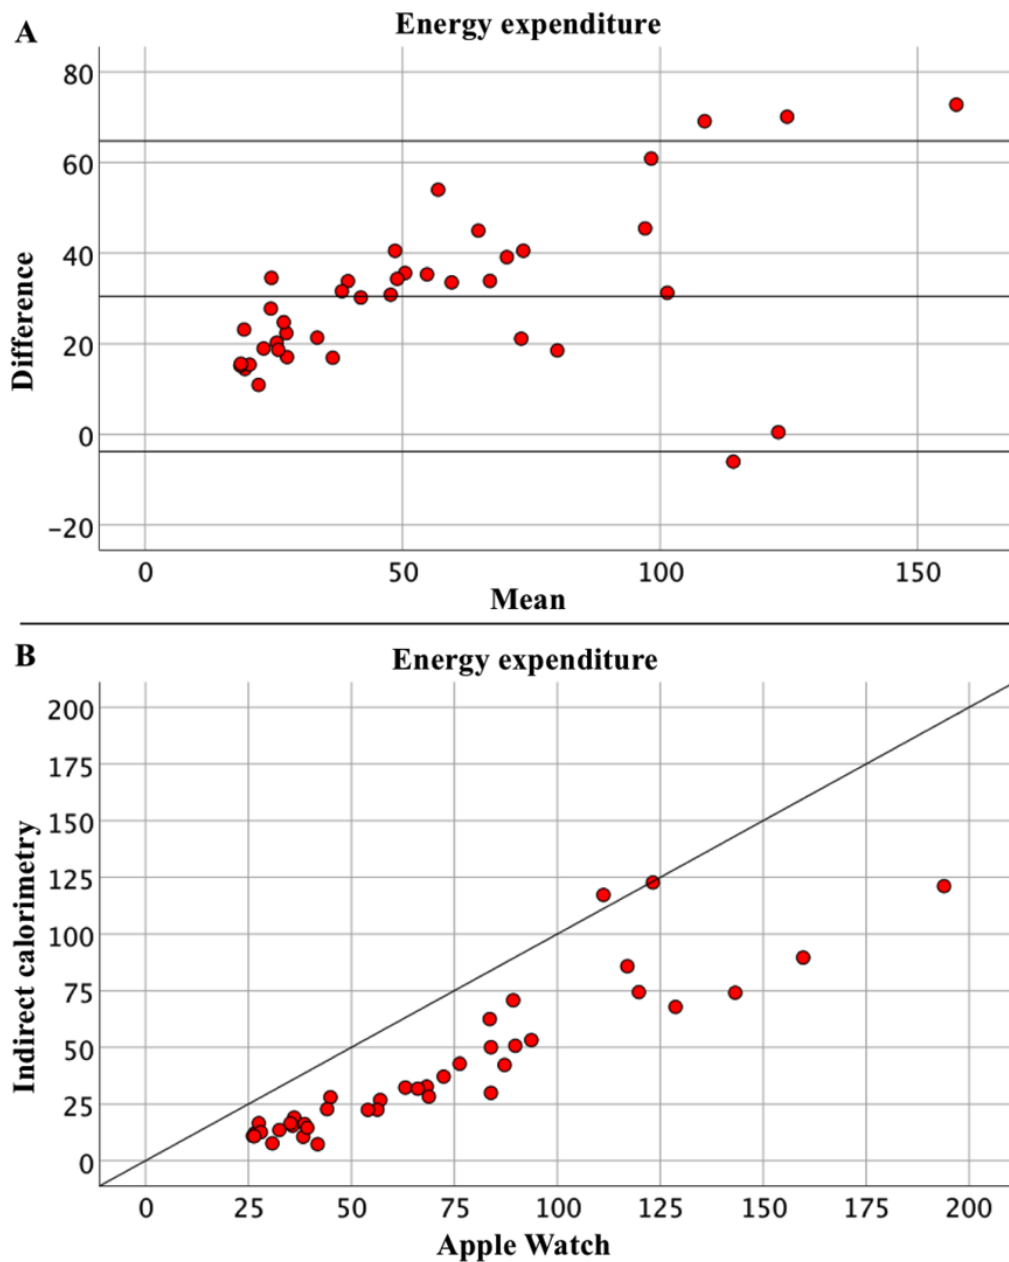 A
Energy expenditure
80
60
40
20
0
−20
Difference
0 50 100 150
Mean
B
Energy expenditure
200
175
150
125
100
75
50
25
0
Indirect calorimetry
0 25 50 75 100 125 150 175 200
Apple Watch